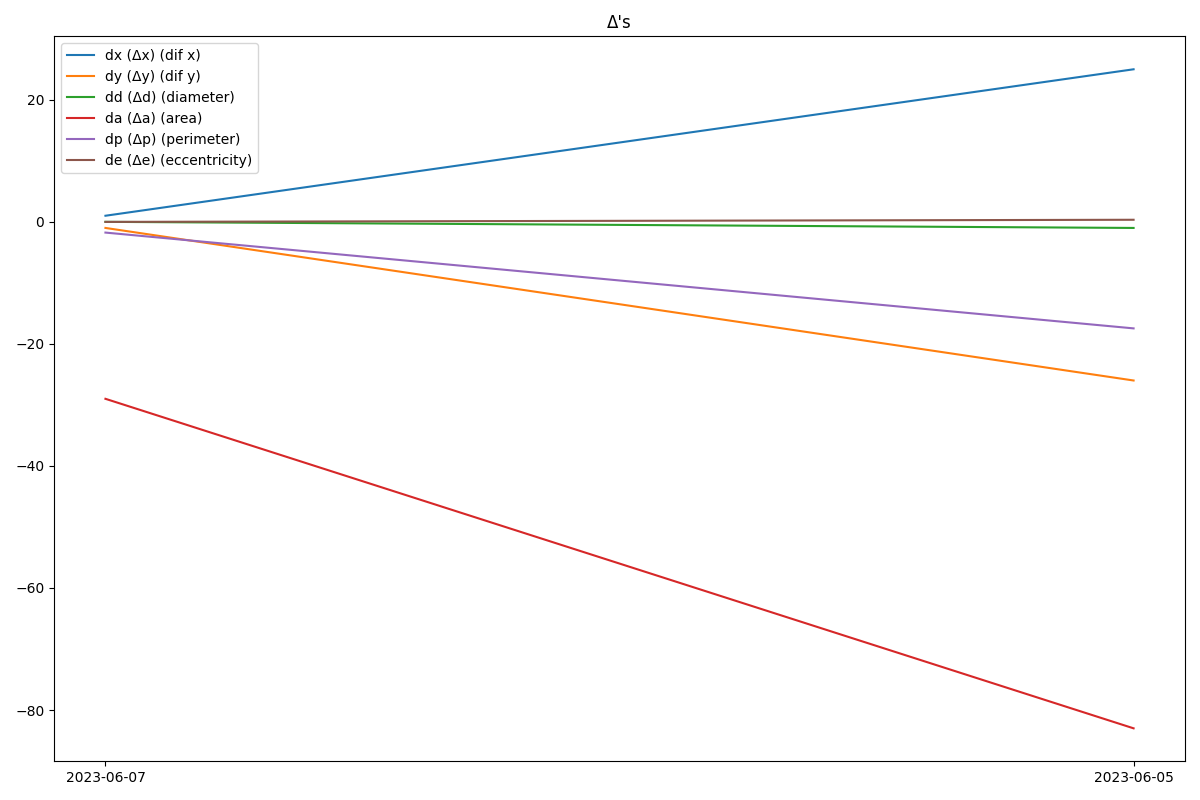 Δ's
dx (Δx) (dif x)
dy (Δy) (dif y)
dd (Δd) (diameter)
da (Δa) (area)
dp (Δp) (perimeter)
de (Δe) (eccentricity)
20
0
−20
−40
−60
−80
2023-06-07
2023-06-05